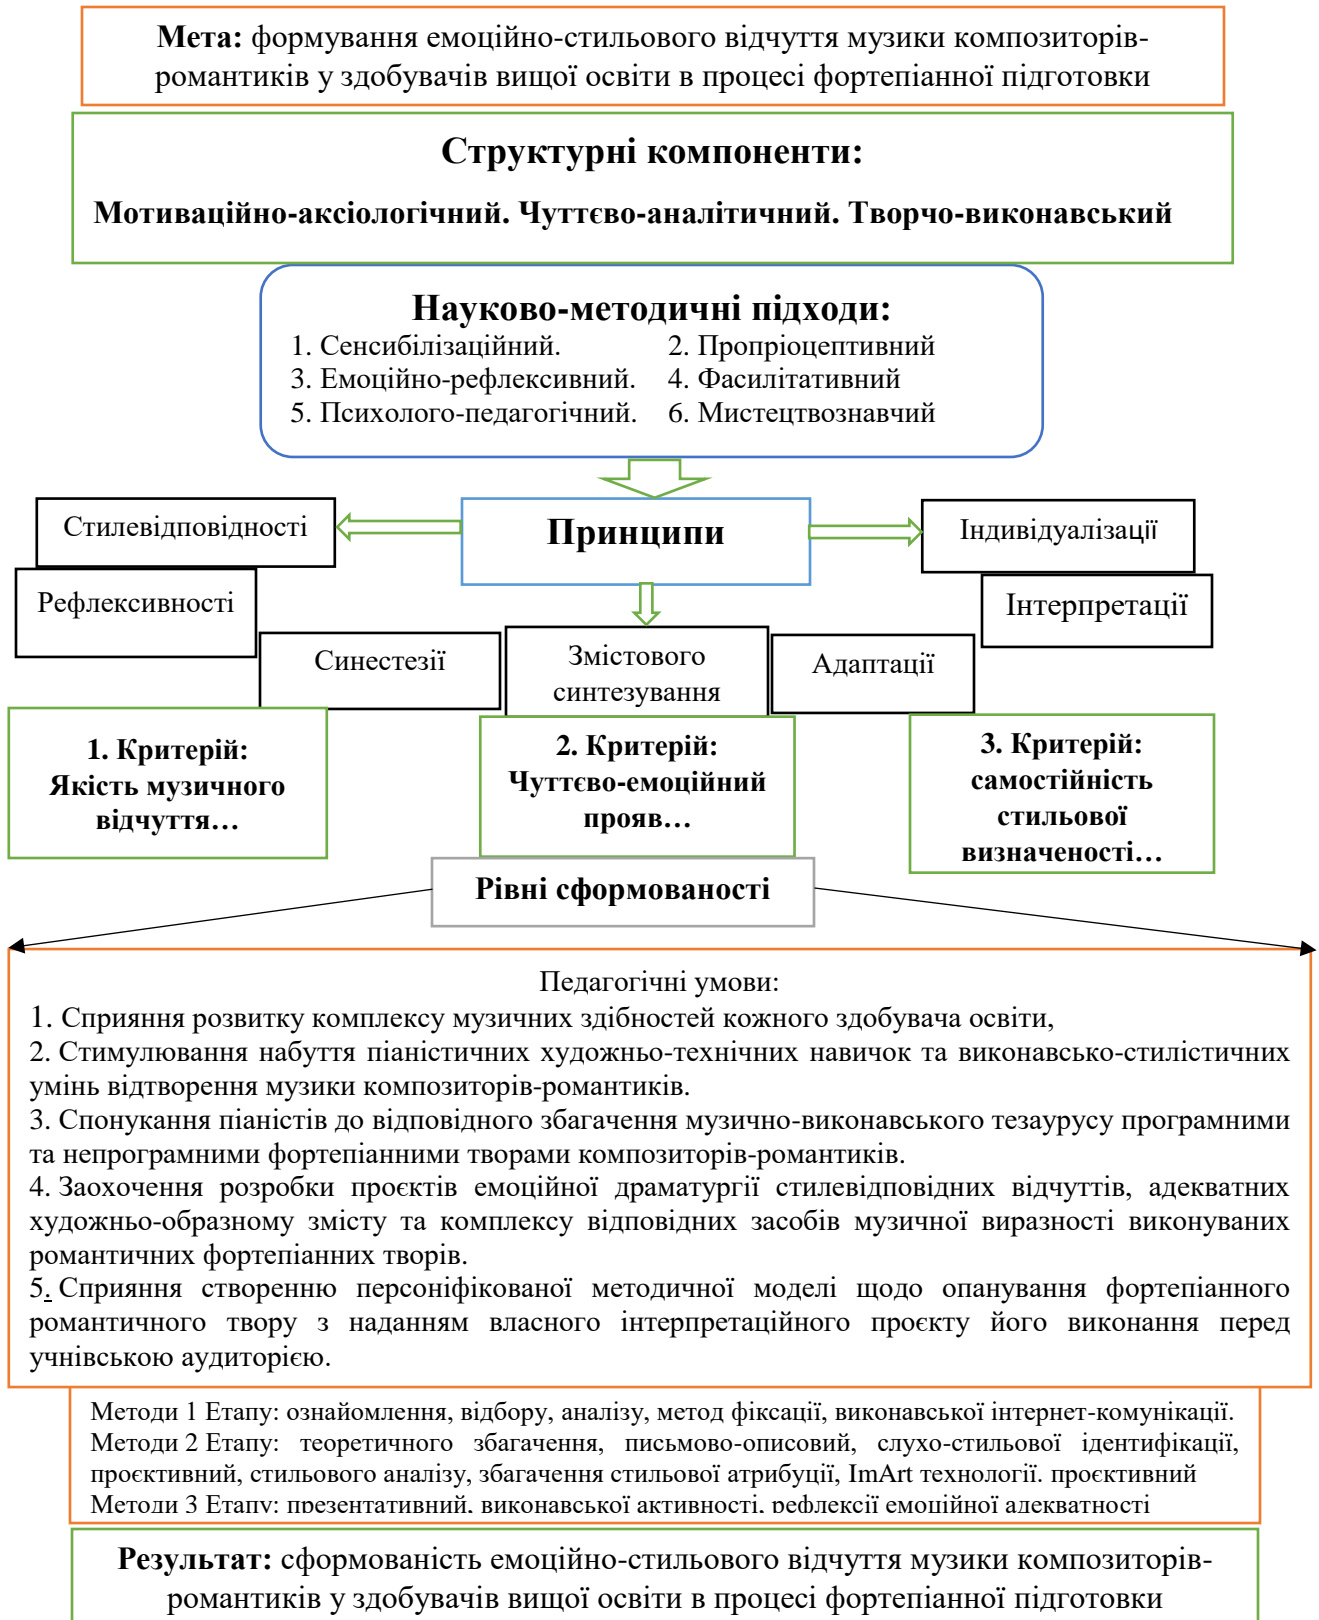 Мета: формування емоційно-стильового відчуття музики композиторів-
романтиків у здобувачів вищої освіти в процесі фортепіанної підготовки
Структурні компоненти:
Мотиваційно-аксіологічний. Чуттєво-аналітичний. Творчо-виконавський
Науково-методичні підходи:
1. Сенсибілізаційний. 2. Пропріоцептивний
3. Емоційно-рефлексивний. 4. Фасилітативний
5. Психолого-педагогічний. 6. Мистецтвознавчий
Стилевідповідності
Принципи
Індивідуалізації
Рефлексивності
Інтерпретації
Синестезії
Змістового
синтезування
Адаптації
1. Критерій:
Якість музичного
відчуття…
2. Критерій:
Чуттєво-емоційний
прояв…
3. Критерій:
самостійність
стильової
визначеності…
Рівні сформованості
Педагогічні умови:
1. Сприяння розвитку комплексу музичних здібностей кожного здобувача освіти,
2. Стимулювання набуття піаністичних художньо-технічних навичок та виконавсько-стилістичних
умінь відтворення музики композиторів-романтиків.
3. Спонукання піаністів до відповідного збагачення музично-виконавського тезаурусу програмними
та непрограмними фортепіанними творами композиторів-романтиків.
4. Заохочення розробки проєктів емоційної драматургії стилевідповідних відчуттів, адекватних
художньо-образному змісту та комплексу відповідних засобів музичної виразності виконуваних
романтичних фортепіанних творів.
5. Сприяння створенню персоніфікованої методичної моделі щодо опанування фортепіанного
романтичного твору з наданням власного інтерпретаційного проєкту його виконання перед
учнівською аудиторією.
Методи 1 Етапу: ознайомлення, відбору, аналізу, метод фіксації, виконавської інтернет-комунікації.
Методи 2 Етапу: теоретичного збагачення, письмово-описовий, слухо-стильової ідентифікації,
проєктивний, стильового аналізу, збагачення стильової атрибуції, ImArt технології. проєктивний
Методи 3 Етапу: презентативний, виконавської активності, рефлексії емоційної адекватності
Результат: сформованість емоційно-стильового відчуття музики композиторів-
романтиків у здобувачів вищої освіти в процесі фортепіанної підготовки